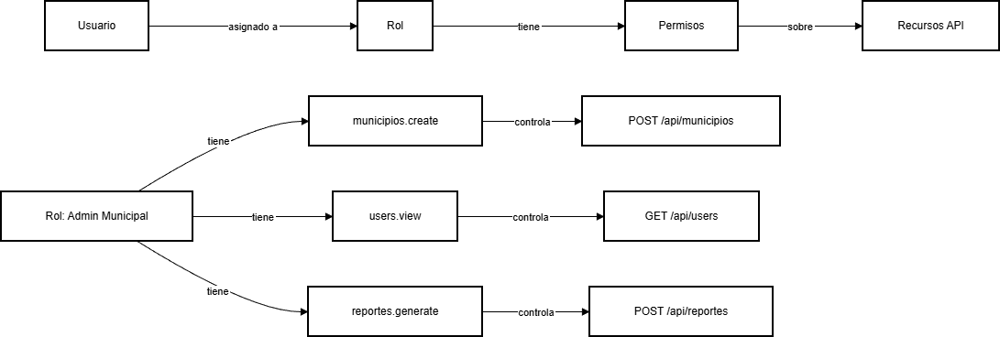 Usuario
asignado a
Rol
tiene
Permisos
sobre
Recursos API
municipios.create
controla
POST /api/municipios
tiene
Rol: Admin Municipal
tiene
users.view
controla
GET /api/users
tiene
reportes.generate
controla
POST /api/reportes